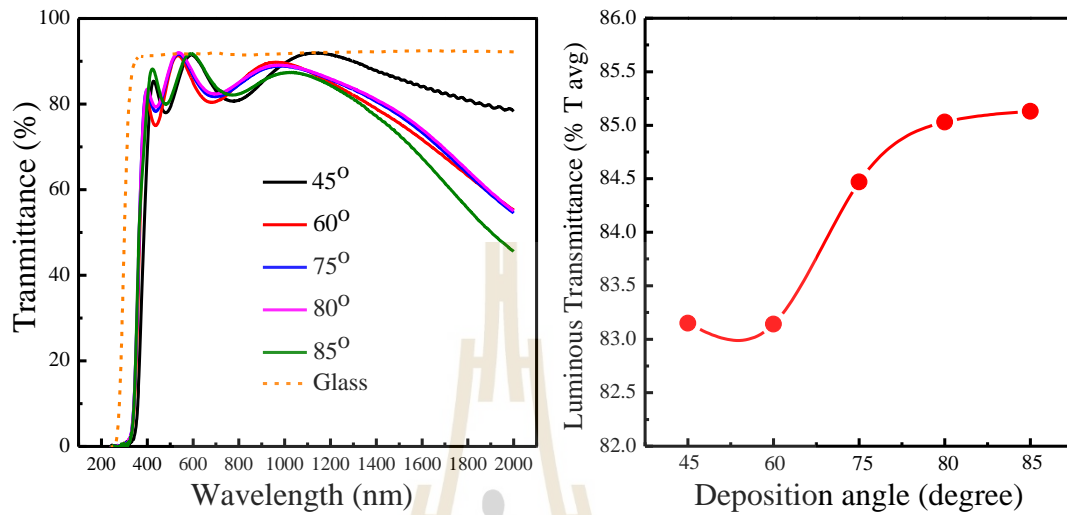 100
80
60
40
20
0
Tranmittance (%)
45O
60O
75O
80O
85O
Glass
200 400 600 800 1000 1200 1400 1600 1800 2000
Wavelength (nm)
86.0
85.5
85.0
84.5
84.0
83.5
83.0
82.5
82.0
Luminous Transmittance (% T avg)
45 60 75 80 85
Deposition angle (degree)